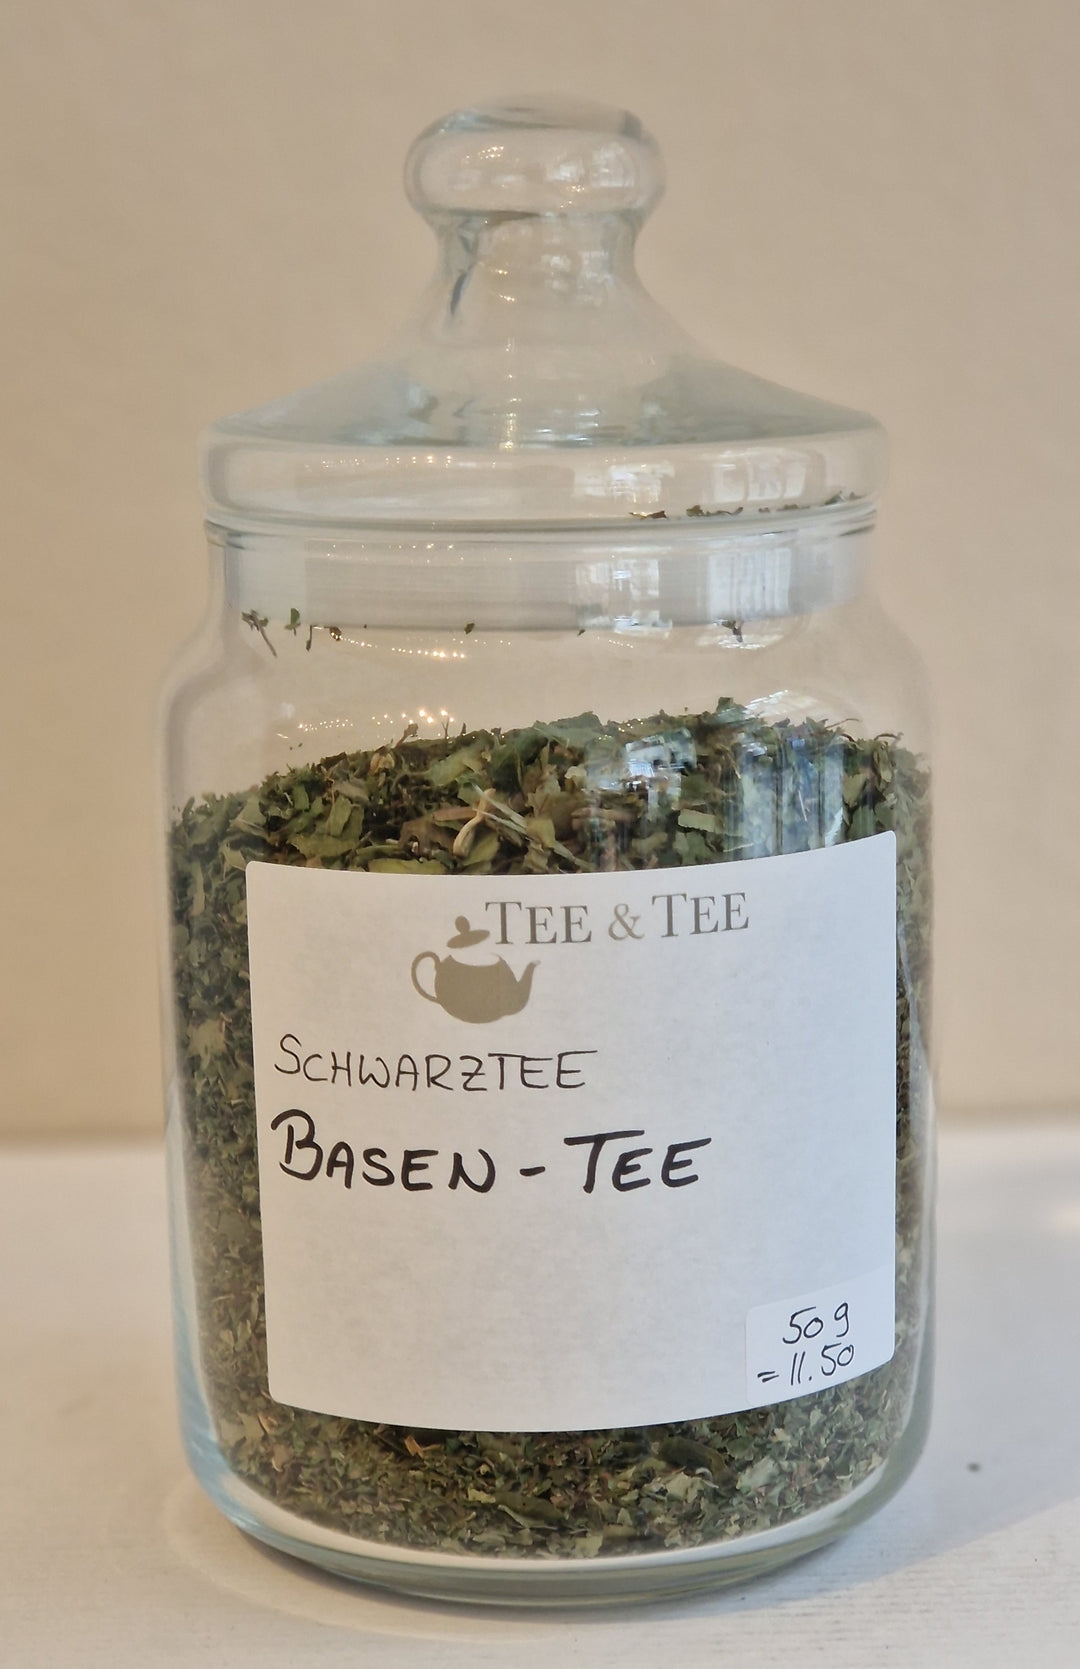 TEE & TEE
SCHWARZTEE
BASEN-TEE
50 g
= 11.50